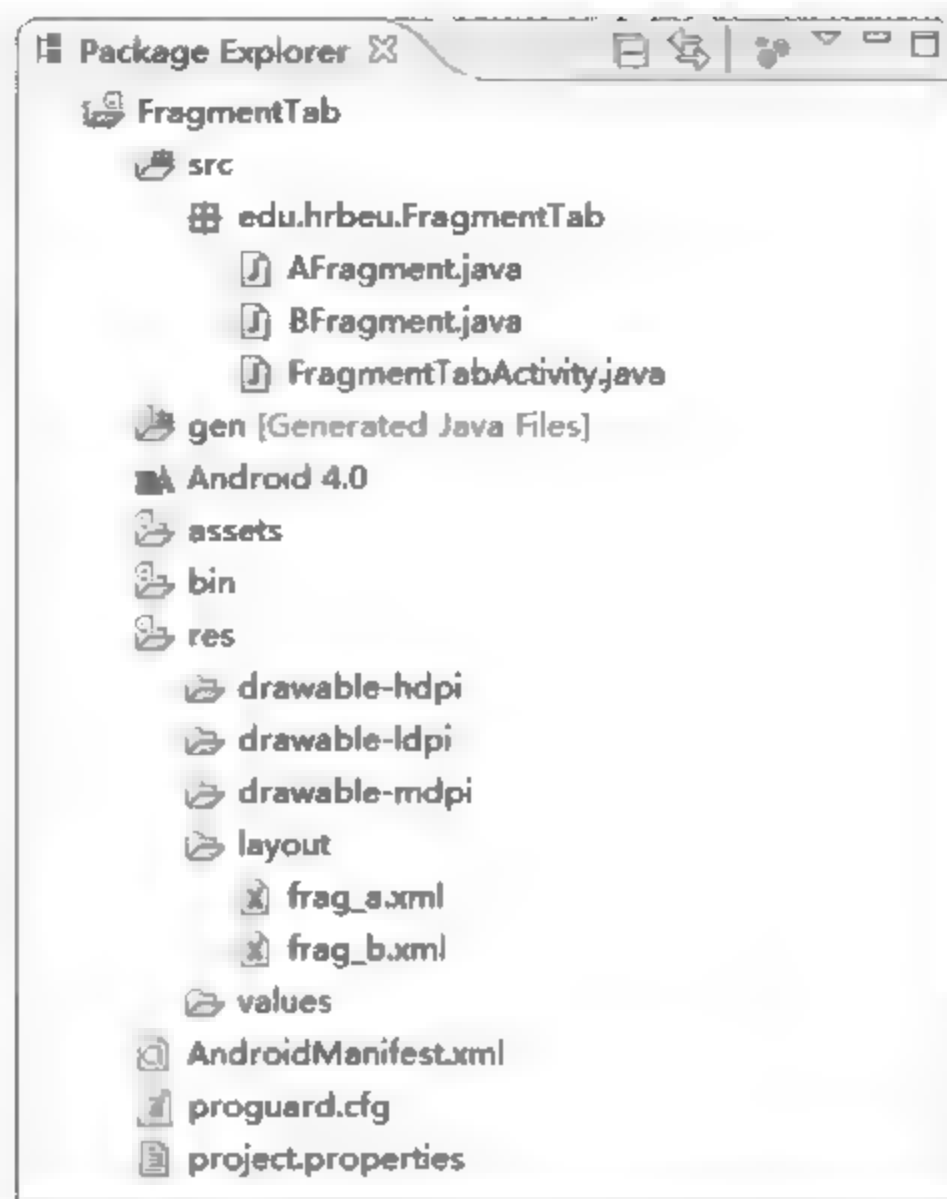 Package Explorer
FragmentTab
src
edu.hrbeu.FragmentTab
AFragment.java
BFragment.java
FragmentTabActivity.java
gen [Generated Java Files]
Android 4.0
assets
bin
res
drawable-hdpi
drawable-ldpi
drawable-mdpi
layout
frag_a.xml
frag_b.xml
values
AndroidManifest.xml
proguard.cfg
project.properties